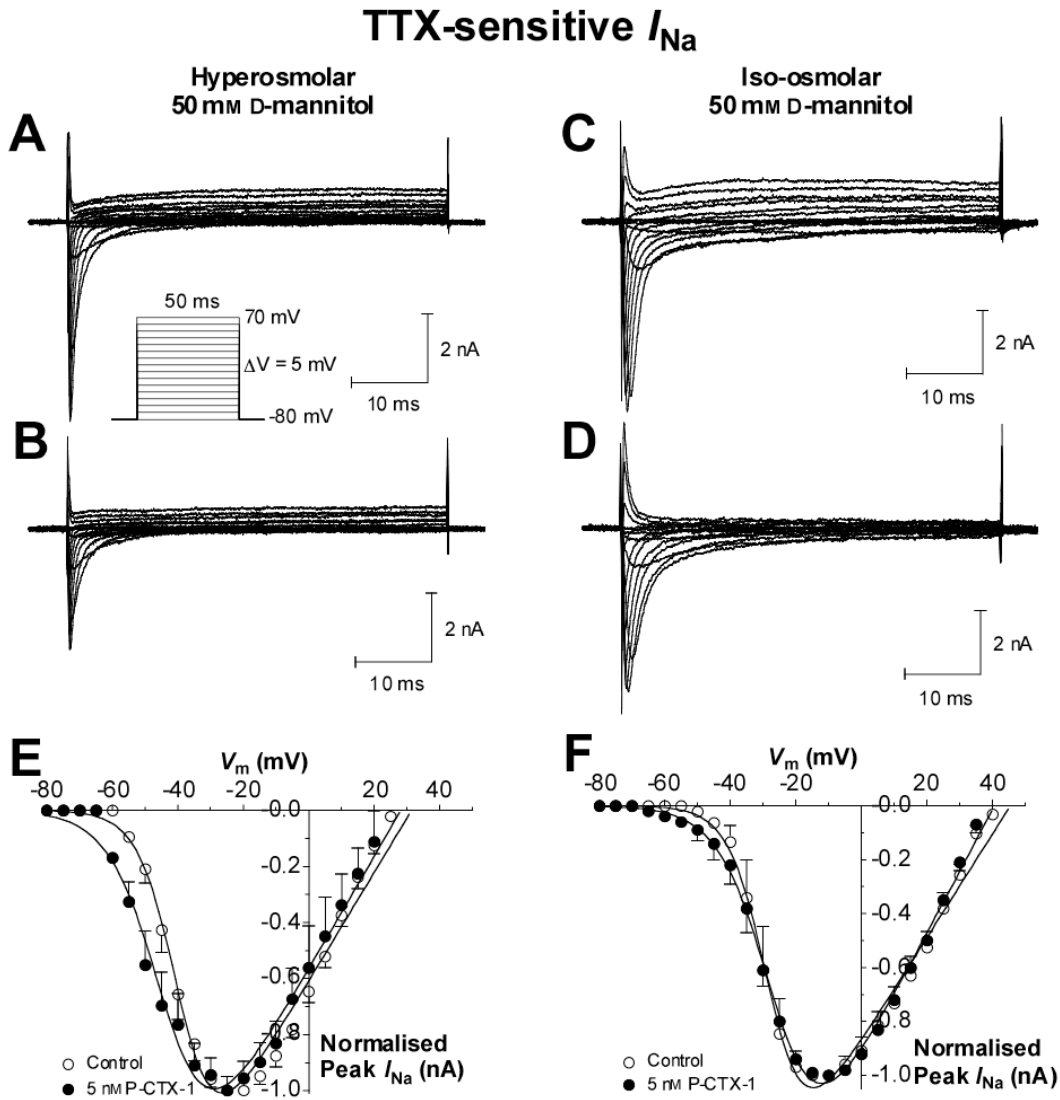 TTX-sensitive INa
Hyperosmolar
50 mM D-mannitol
Iso-osmolar
50 mM D-mannitol
A
C
50 ms
70 mV
ΔV = 5 mV
-80 mV
2 nA
10 ms
2 nA
10 ms
B
D
2 nA
10 ms
2 nA
10 ms
E
Vm (mV)
-80 -60 -40 -20 0 20 40
-0.0
-0.2
-0.4
-0.6
-0.8
-1.0
Normalised
Peak INa (nA)
Control
5 nM P-CTX-1
F
Vm (mV)
-80 -60 -40 -20 0 20 40
-0.0
-0.2
-0.4
-0.6
-0.8
-1.0
Normalised
Peak INa (nA)
Control
5 nM P-CTX-1